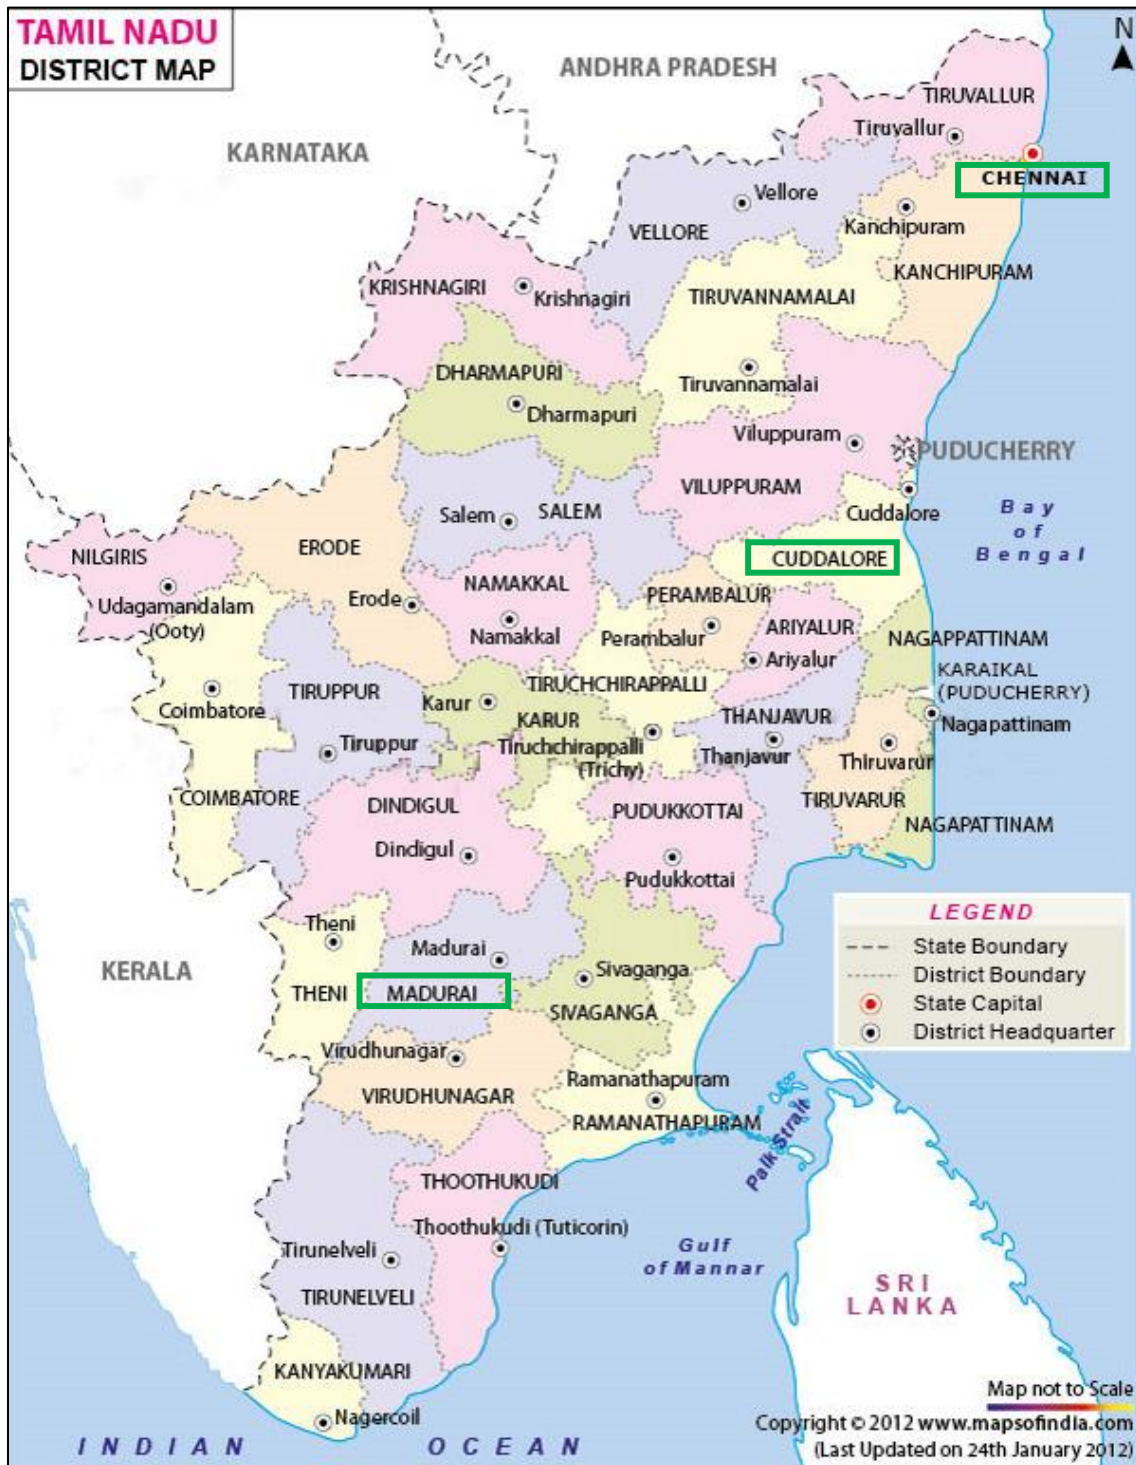 TAMIL NADU
DISTRICT MAP
N
ANDHRA PRADESH
KARNATAKA
TIRUVALLUR
Tiruvallur
CHENNAI
Vellore
VELLORE
Kanchipuram
KANCHIPURAM
KRISHNAGIRI
Krishnagiri
TIRUVANNAMALAI
Tiruvannamalai
DHARMAPURI
Dharmapuri
Viluppuram
PUDUCHERRY
VILUPPURAM
Cuddalore
Bay
of
Bengal
Salem
SALEM
ERODE
NILGIRIS
CUDDALORE
NAMAKKAL
PERAMBALUR
Udagamandalam
(Ooty)
Erode
Namakkal
Perambalur
ARIYALUR
Ariyalur
NAGAPPATTINAM
KARAIKAL
(PUDUCHERRY)
TIRUPPUR
TIRUCHCHIRAPPALLI
Coimbatore
Karur
KARUR
THANJAVUR
Nagapattinam
Tiruppur
Tiruchchirappalli
(Trichy)
Thanjavur
Thiruvarur
COIMBATORE
DINDIGUL
PUDUKKOTTAI
TIRUVARUR
NAGAPATTINAM
Dindigul
Pudukkottai
Theni
Madurai
LEGEND
State Boundary
District Boundary
State Capital
District Headquarter
KERALA
Sivaganga
THENI
MADURAI
SIVAGANGA
Virudhunagar
VIRUDHUNAGAR
Ramanathapuram
RAMANATHAPURAM
Palk Strait
THOOTHUKUDI
Thoothukudi (Tuticorin)
Tirunelveli
TIRUNELVELI
Gulf
of Mannar
SRI
LANKA
KANYAKUMARI
Nagercoil
Map not to Scale
Copyright © 2012 www.mapsofindia.com
(Last Updated on 24th January 2012)
INDIAN OCEAN